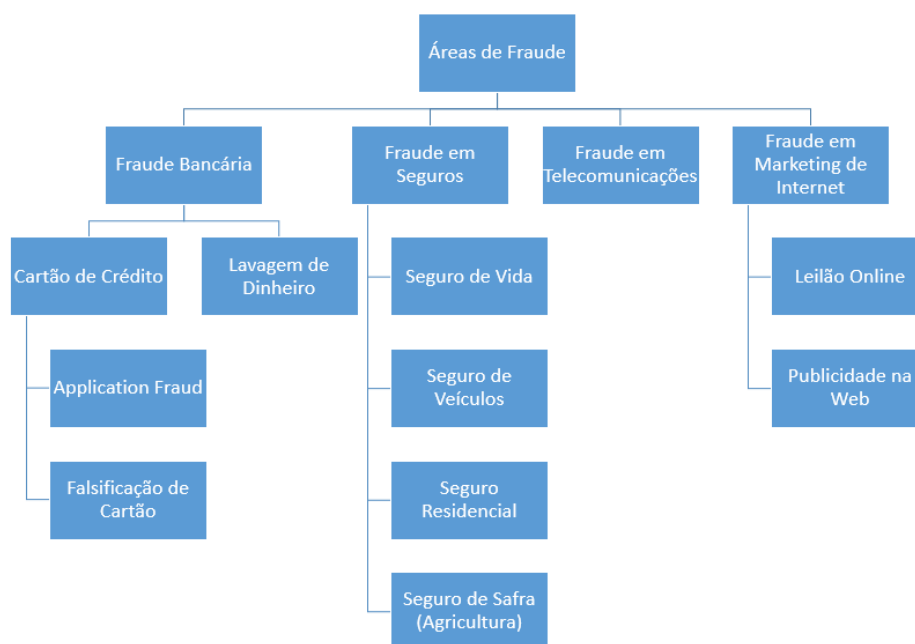 Áreas de Fraude
Fraude Bancária
Fraude em
Seguros
Fraude em
Telecomunicações
Fraude em
Marketing de
Internet
Cartão de Crédito
Lavagem de
Dinheiro
Seguro de Vida
Leilão Online
Application Fraud
Seguro de
Veículos
Publicidade na
Web
Falsificação de
Cartão
Seguro
Residencial
Seguro de Safra
(Agricultura)